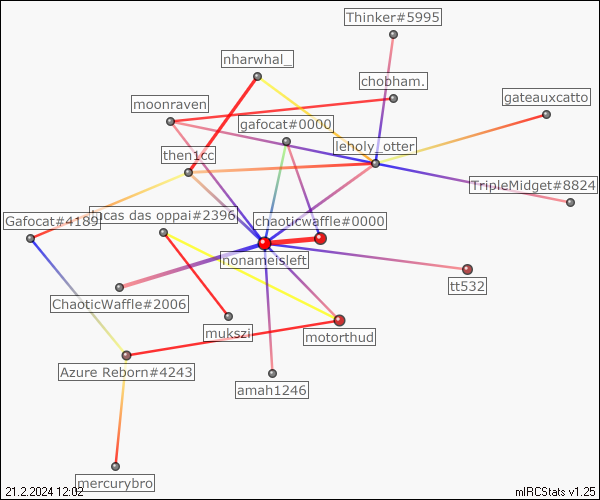 Thinker#5995
nharwhal_
chobham.
gateauxcatto
moonraven
gafocat#0000
leholy_otter
then1cc
TripleMidget#8824
Gafocat#4189
lucas das oppai#2396
chaoticwaffle#0000
nonameisleft
tt532
ChaoticWaffle#2006
mukszi
motorthud
Azure Reborn#4243
amah1246
mercurybro
21.2.2024 12:02
mIRCStats v1.25